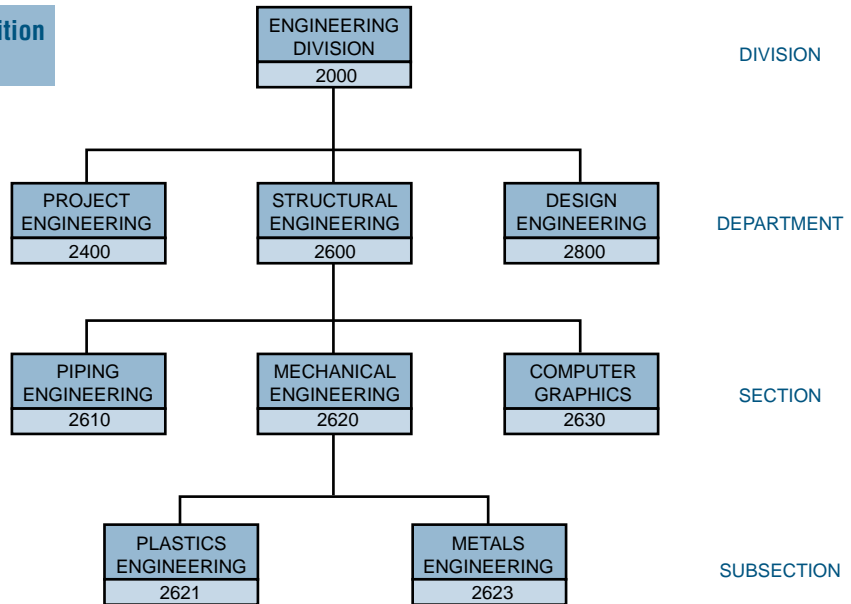 ition
ENGINEERING
DIVISION
2000
DIVISION
PROJECT
ENGINEERING
2400
STRUCTURAL
ENGINEERING
2600
DESIGN
ENGINEERING
2800
DEPARTMENT
PIPING
ENGINEERING
2610
MECHANICAL
ENGINEERING
2620
COMPUTER
GRAPHICS
2630
SECTION
PLASTICS
ENGINEERING
2621
METALS
ENGINEERING
2623
SUBSECTION